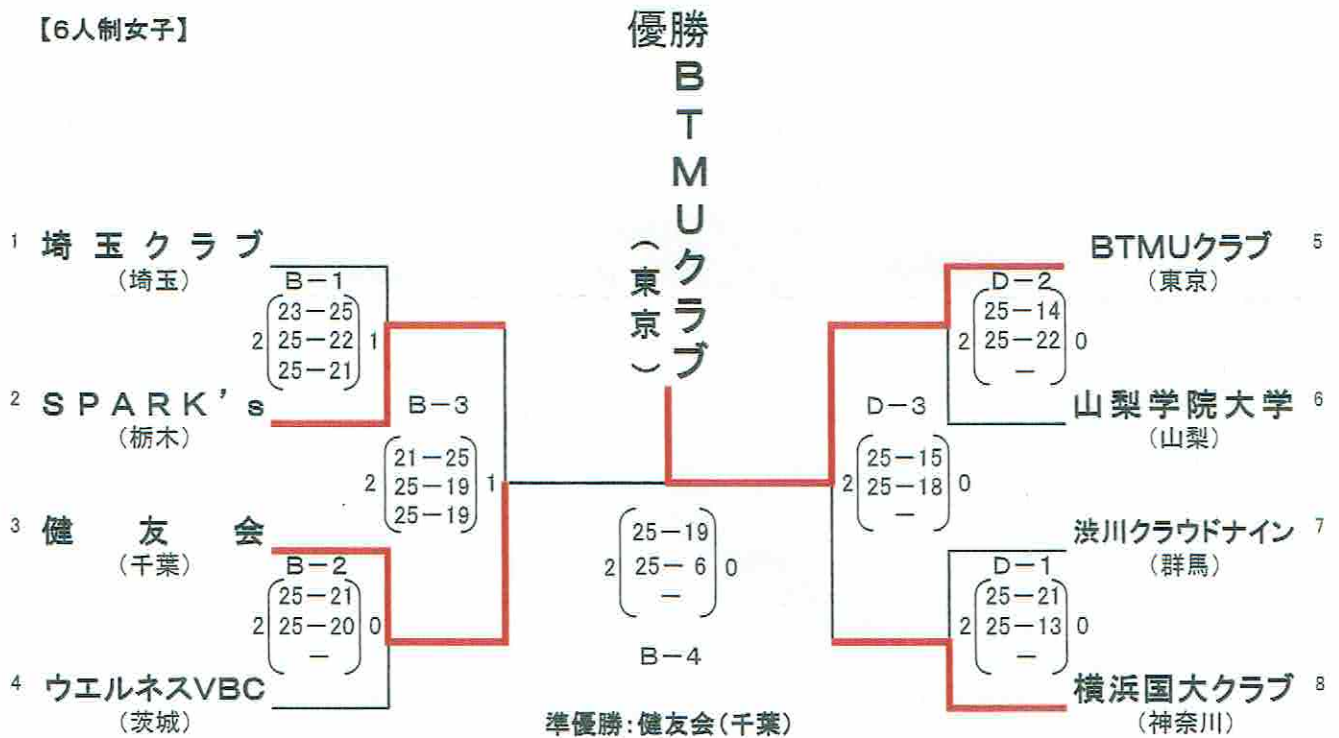 【6人制女子】
優勝
BTMUクラブ
(東京)
1 埼玉クラブ
(埼玉)
B-1
2 23-25 1
25-22
25-21
2 SPARK's
(栃木)
B-3
2 21-25 1
25-19
25-19
3 健友会
(千葉)
B-2
2 25-21 0
25-20
-
4 ウエルネスVBC
(茨城)
2 25-19 0
25- 6
-
B-4
準優勝:健友会(千葉)
BTMUクラブ 5
(東京)
D-2
2 25-14 0
25-22
-
山梨学院大学 6
(山梨)
D-3
2 25-15 0
25-18
-
渋川クラウドナイン 7
(群馬)
D-1
2 25-21 0
25-13
-
横浜国大クラブ 8
(神奈川)